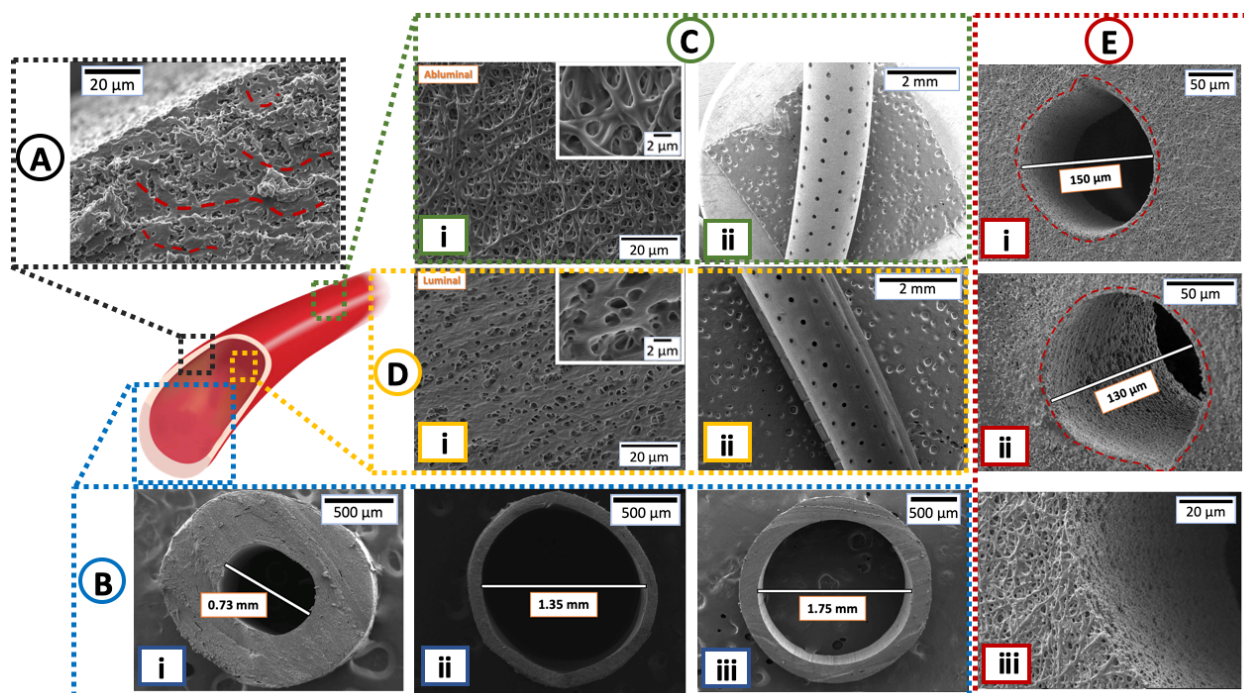 C
E
20 µm
Abluminal
2 µm
20 µm
i
2 mm
ii
50 µm
150 µm
i
A
D
Luminal
2 µm
20 µm
i
2 mm
ii
50 µm
130 µm
ii
B
500 µm
0.73 mm
i
500 µm
1.35 mm
ii
500 µm
1.75 mm
iii
20 µm
iii